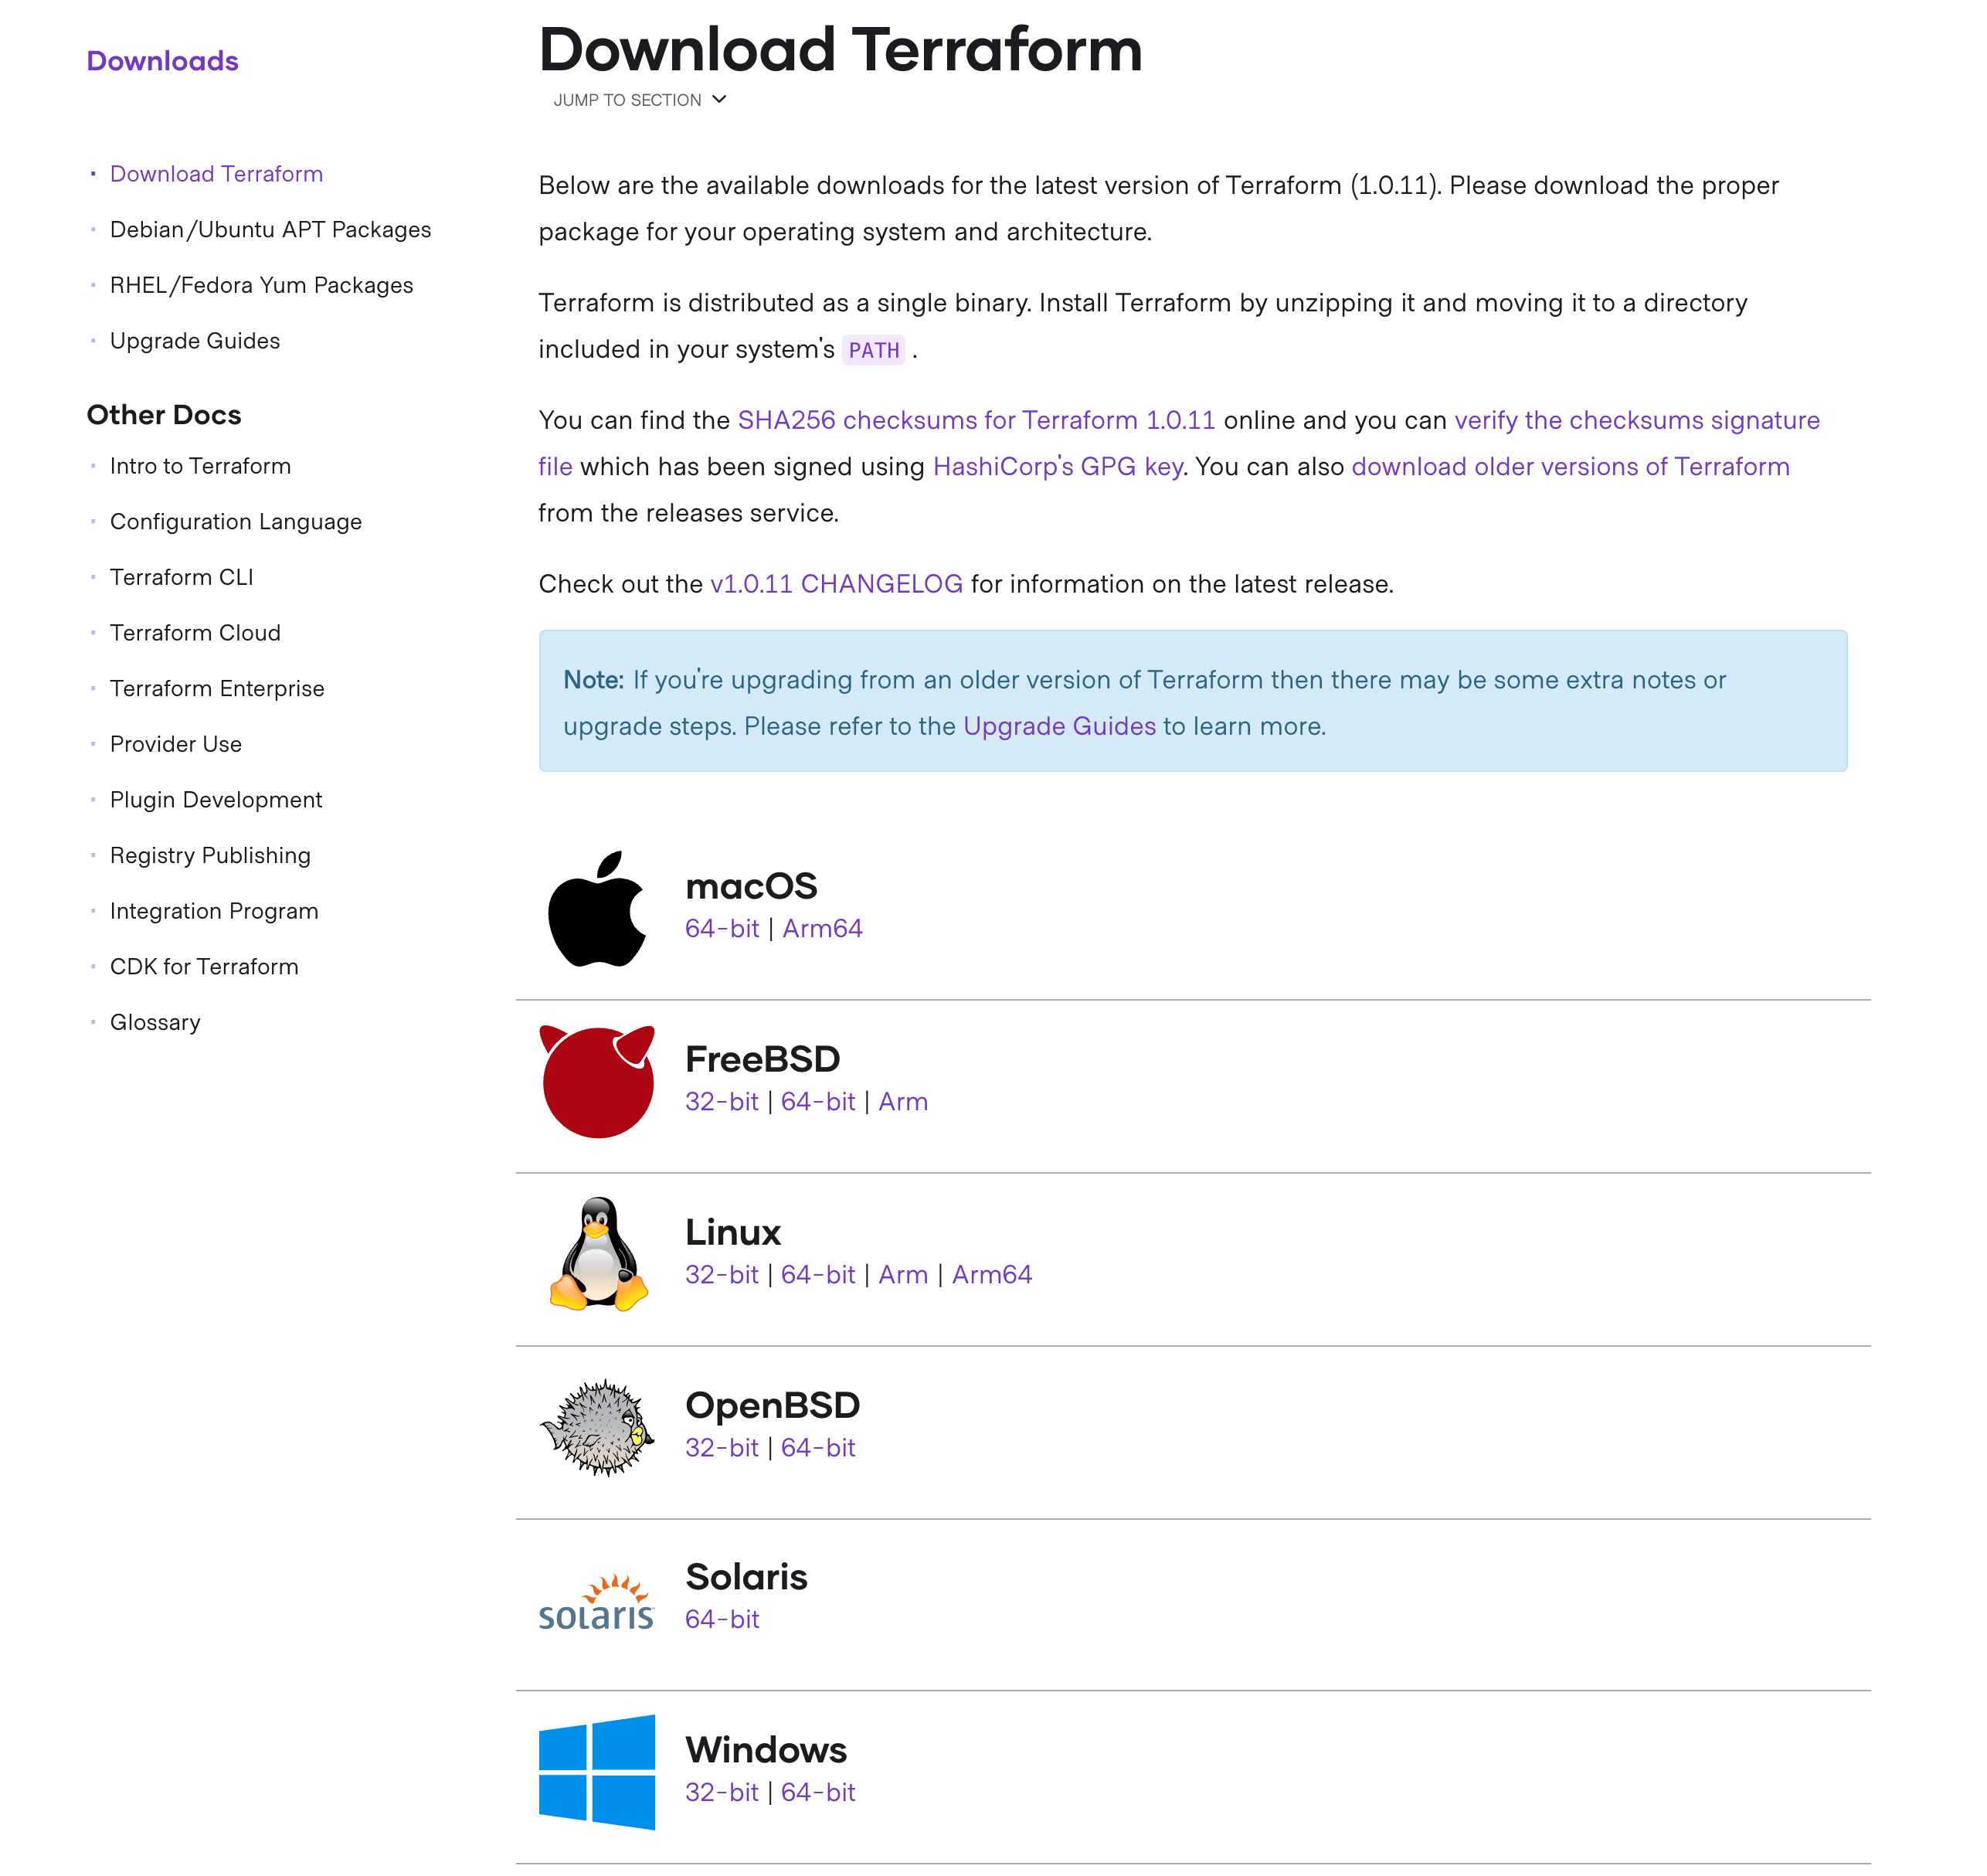 Downloads
Download Terraform
Debian/Ubuntu APT Packages
RHEL/Fedora Yum Packages
Upgrade Guides
Other Docs
Intro to Terraform
Configuration Language
Terraform CLI
Terraform Cloud
Terraform Enterprise
Provider Use
Plugin Development
Registry Publishing
Integration Program
CDK for Terraform
Glossary
Download Terraform
JUMP TO SECTION
Below are the available downloads for the latest version of Terraform (1.0.11). Please download the proper
package for your operating system and architecture.
Terraform is distributed as a single binary. Install Terraform by unzipping it and moving it to a directory
included in your system's PATH .
You can find the SHA256 checksums for Terraform 1.0.11 online and you can verify the checksums signature
file which has been signed using HashiCorp's GPG key. You can also download older versions of Terraform
from the releases service.
Check out the v1.0.11 CHANGELOG for information on the latest release.
Note: If you're upgrading from an older version of Terraform then there may be some extra notes or
upgrade steps. Please refer to the Upgrade Guides to learn more.
macOS
64-bit | Arm64
FreeBSD
32-bit | 64-bit | Arm
Linux
32-bit | 64-bit | Arm | Arm64
OpenBSD
32-bit | 64-bit
solaris
Solaris
64-bit
Windows
32-bit | 64-bit